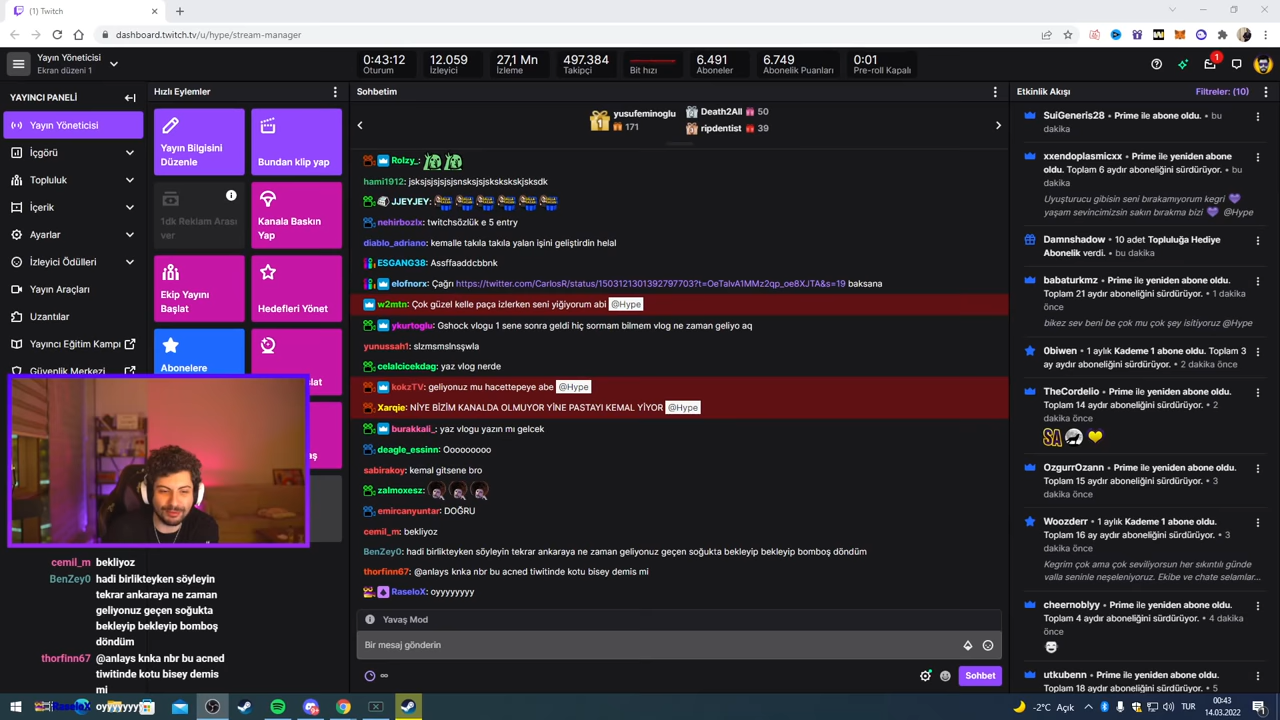 (1) Twitch
dashboard.twitch.tv/u/hype/stream-manager
Yayın Yöneticisi
Ekran düzeni 1
0:43:12
Oturum
12.059
İzleyici
27,1 Mn
İzleme
497.384
Takipçi
Bit hızı
6.491
Aboneler
6.749
Abonelik Puanları
0:01
Pre-roll Kapalı
1
YAYINCI PANELİ
Yayın Yöneticisi
İçgörü
Topluluk
İçerik
Ayarlar
İzleyici Ödülleri
Yayın Araçları
Uzantılar
Yayıncı Eğitim Kampı
Güvenlik Merkezi
Hızlı Eylemler
Yayın Bilgisini
Düzenle
Bundan klip yap
1dk Reklam Arası
ver
Kanala Baskın
Yap
Ekip Yayını
Başlat
Hedefleri Yönet
Abonelere
Sohbetim
1
yusufeminoglu
171
Death2All 50
ripdentist 39
Rolzy_:
hami1912: jsksjsjsjsjsnsksjsjsksksksksjksdk
JJEYJEY:
nehirbozlx: twitchsözlük e 5 entry
diablo_adriano: kemalle takıla takıla yalan işini geliştirdin helal
ESGANG38: Assffaaddcbbnk
elofnorx: Çağrı https://twitter.com/CarlosR/status/1503121301392797703?t=OeTalvA1MMz2qp_oe8XJTA&s=19 baksana
w2mtn: Çok güzel kelle paça izlerken seni yiğiyorum abi @Hype
ykurtoglu: Gshock vlogu 1 sene sonra geldi hiç sormam bilmem vlog ne zaman geliyo aq
yunussah1: slzmsmslnsşwla
celalcicekdag: yaz vlog nerde
kokzTV: geliyonuz mu hacettepeye abe @Hype
Xarqie: NİYE BİZİM KANALDA OLMUYOR YİNE PASTAYI KEMAL YİYOR @Hype
burakkali_: yaz vlogu yazın mı gelcek
deagle_essinn: Ooooooooo
sabirakoy: kemal gitsene bro
zalmoxesz:
emircanyuntar: DOĞRU
cemil_m: bekliyoz
BenZey0: hadi birlikteyken söyleyin tekrar ankaraya ne zaman geliyonuz geçen soğukta bekleyip bekleyip bomboş döndüm
thorfinn67: @anlays knka nbr bu acned tiwitinde kotu bisey demis mi
RaseloX: oyyyyyyyy
Yavaş Mod
Bir mesaj gönderin
Sohbet
Etkinlik Akışı
Filtreler: (10)
SuiGeneris28 • Prime ile abone oldu. • bu
dakika
xxendoplasmicxx • Prime ile yeniden abone
oldu. Toplam 6 aydır aboneliğini sürdürüyor. • bu
dakika
Uyuşturucu gibisin seni bırakamıyorum kegri
yaşam sevincimizsin sakın bırakma bizi @Hype
Damnshadow • 10 adet Topluluğa Hediye
Abonelik verdi. • bu dakika
babaturkmz • Prime ile yeniden abone oldu.
Toplam 21 aydır aboneliğini sürdürüyor. • 1 dakika
önce
bikez sev beni be çok mu çok şey isitiyoruz @Hype
0biwen • 1 aylık Kademe 1 abone oldu. Toplam 3
ay aydır aboneliğini sürdürüyor. • 2 dakika önce
TheCordelio • Prime ile yeniden abone oldu.
Toplam 14 aydır aboneliğini sürdürüyor. • 2
dakika önce
SA
OzgurrOzann • Prime ile yeniden abone oldu.
Toplam 15 aydır aboneliğini sürdürüyor. • 3
dakika önce
Woozderr • 1 aylık Kademe 1 abone oldu.
Toplam 16 ay aydır aboneliğini sürdürüyor. • 3
dakika önce
Kegrim çok ama çok seviliyorsun her sıkıntılı günde
valla seninle neşeleniyoruz. Ekibe ve chate selamlar...
cheernoblyy • Prime ile yeniden abone oldu.
Toplam 4 aydır aboneliğini sürdürüyor. • 4 dakika
önce
utkubenn • Prime ile yeniden abone oldu.
Toplam 18 aydır aboneliğini sürdürüyor. • 5
cemil_m bekliyoz
BenZey0 hadi birlikteyken söyleyin
tekrar ankaraya ne zaman
geliyonuz geçen soğukta
bekleyip bekleyip bomboş
döndüm
thorfinn67 @anlays knka nbr bu acned
tiwitinde kotu bisey demis
mi
RaseloX oyyyyyyyy
-2°C Açık
TUR
00:43
14.03.2022
1